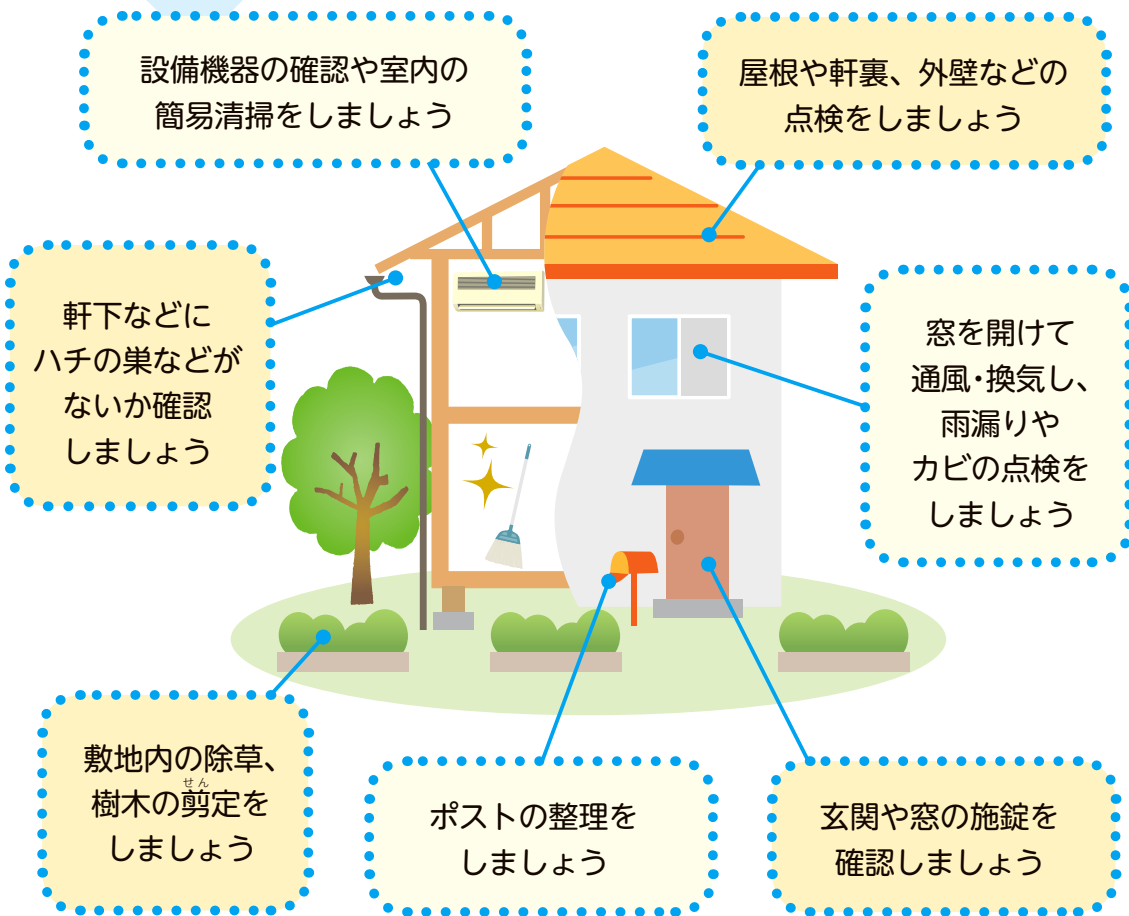 設備機器の確認や室内の
簡易清掃をしましょう
屋根や軒裏、外壁などの
点検をしましょう
軒下などに
ハチの巣などが
ないか確認
しましょう
窓を開けて
通風・換気し、
雨漏りや
カビの点検を
しましょう
敷地内の除草、
せん
樹木の剪定を
しましょう
ポストの整理を
しましょう
玄関や窓の施錠を
確認しましょう